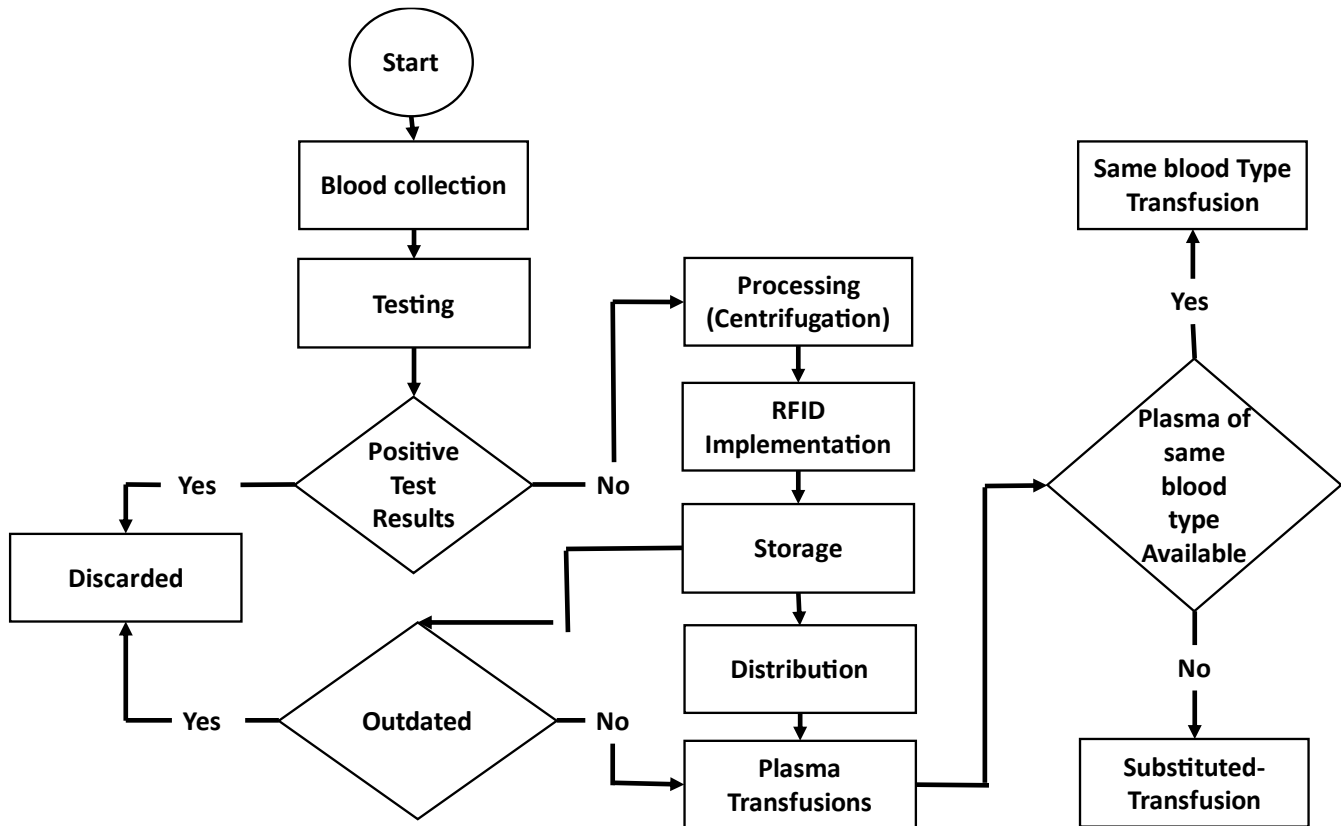 Start
Blood collection
Testing
Positive
Test
Results
Yes
No
Discarded
Outdated
Yes
No
Processing
(Centrifugation)
RFID
Implementation
Storage
Distribution
Plasma
Transfusions
Same blood Type
Transfusion
Yes
Plasma of
same
blood
type
Available
No
Substituted-
Transfusion